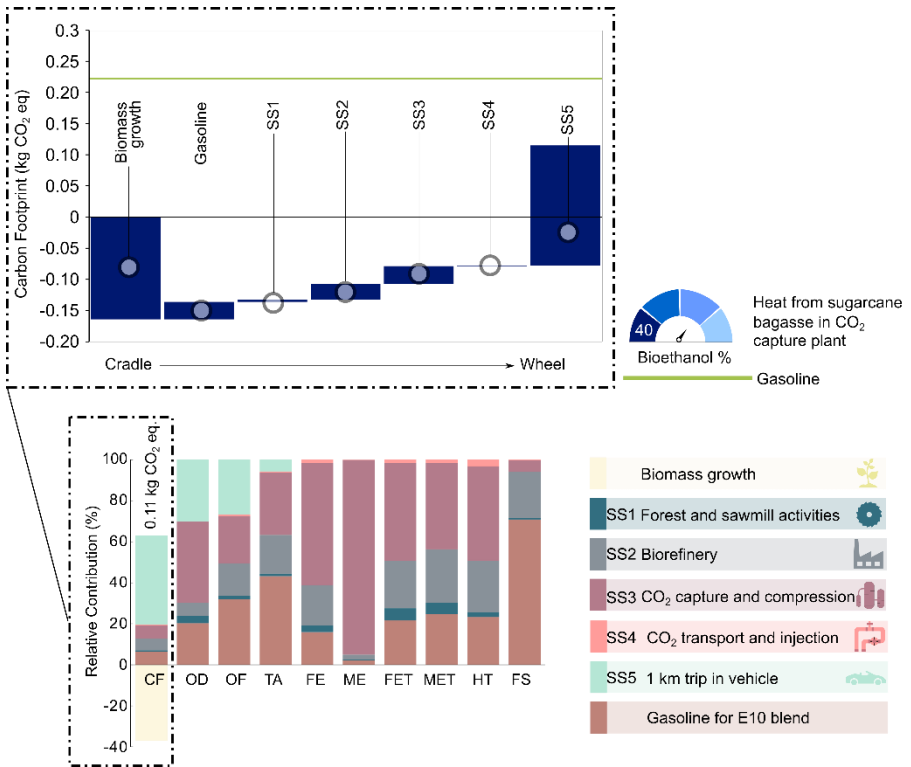 0.3
0.25
0.20
0.15
0.10
0.05
0
-0.05
-0.10
-0.15
-0.20
Carbon Footprint (kg CO₂ eq)
Biomass
growth
Gasoline
SS1
SS2
SS3
SS4
SS5
Cradle
Wheel
40
Bioethanol %
Heat from sugarcane
bagasse in CO₂
capture plant
Gasoline
0.11 kg CO₂ eq.
100
80
60
40
20
0
-20
-40
Relative Contribution (%)
CF
OD
OF
TA
FE
ME
FET
MET
HT
FS
Biomass growth
SS1 Forest and sawmill activities
SS2 Biorefinery
SS3 CO₂ capture and compression
SS4 CO₂ transport and injection
SS5 1 km trip in vehicle
Gasoline for E10 blend